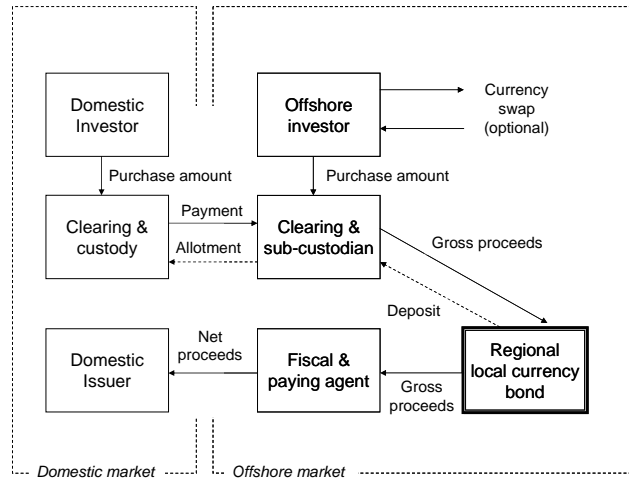 Domestic
Investor
Offshore
investor
Currency
swap
(optional)
Purchase amount
Purchase amount
Clearing &
custody
Payment
Allotment
Clearing &
sub-custodian
Gross proceeds
Deposit
Domestic
Issuer
Net
proceeds
Fiscal &
paying agent
Gross
proceeds
Regional
local currency
bond
Domestic market
Offshore market